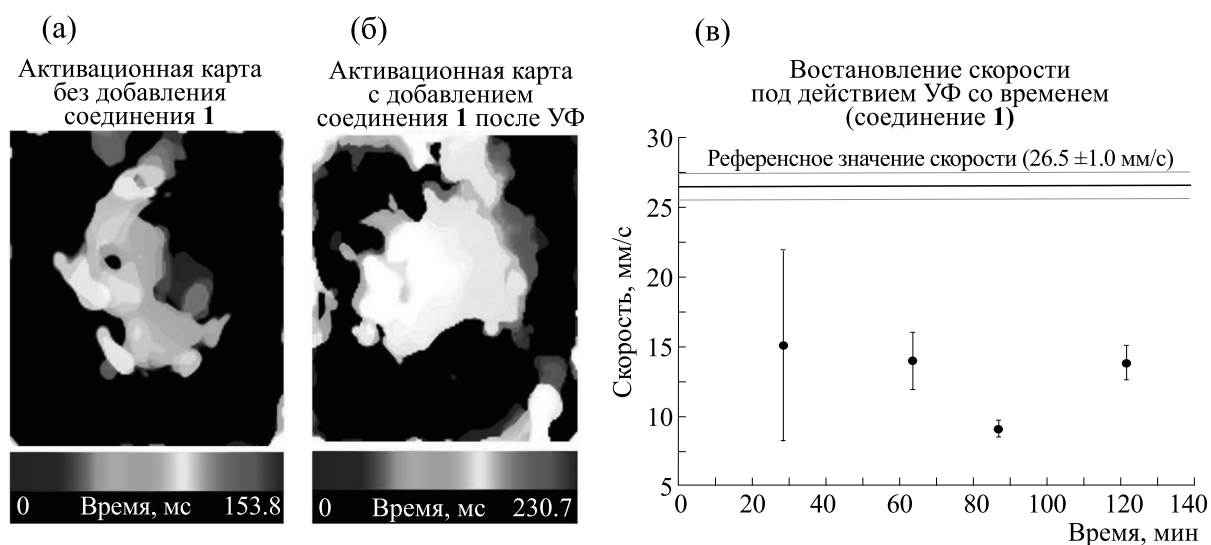 (а)
Активационная карта
без добавления
соединения 1
0 Время, мс 153.8
(б)
Активационная карта
с добавлением
соединения 1 после УФ
0 Время, мс 230.7
(в)
Востановление скорости
под действием УФ со временем
(соединение 1)
Референсное значение скорости (26.5 ±1.0 мм/с)
Скорость, мм/с
30
25
20
15
10
5
0 20 40 60 80 100 120 140
Время, мин